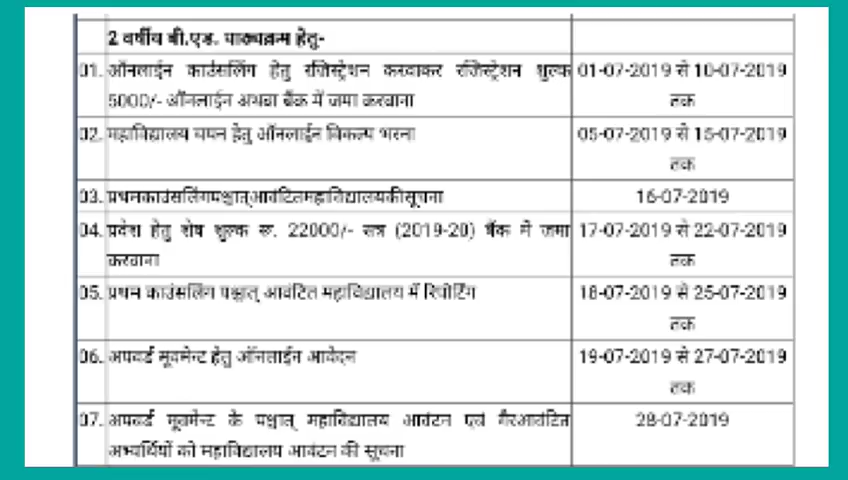 2 वर्षीय बी.एड. पाठ्यक्रम हेतु-
01. ऑनलाईन काउंसलिंग हेतु रजिस्ट्रेशन करवाकर रजिस्ट्रेशन शुल्क 01-07-2019 से 10-07-2019
5000/- ऑनलाईन अथवा बैंक में जमा करवाना तक
02. महाविद्यालय चयन हेतु ऑनलाईन विकल्प भरना 05-07-2019 से 15-07-2019
तक
03. प्रथमकाउंसलिंगपश्चात्आवंटितमहाविद्यालयकीसूचना 16-07-2019
04. प्रवेश हेतु शेष शुल्क रू. 22000/- सत्र (2019-20) बैंक में जमा 17-07-2019 से 22-07-2019
करवाना तक
05. प्रथम काउंसलिंग पश्चात् आवंटित महाविद्यालय में रिपोर्टिंग 18-07-2019 से 25-07-2019
तक
06. अपवर्ड मूवमेन्ट हेतु ऑनलाईन आवेदन 19-07-2019 से 27-07-2019
तक
07. अपवर्ड मूवमेन्ट के पश्चात् महाविद्यालय आवंटन एवं गैरआवंटित 28-07-2019
अभ्यर्थियों को महाविद्यालय आवंटन की सूचना